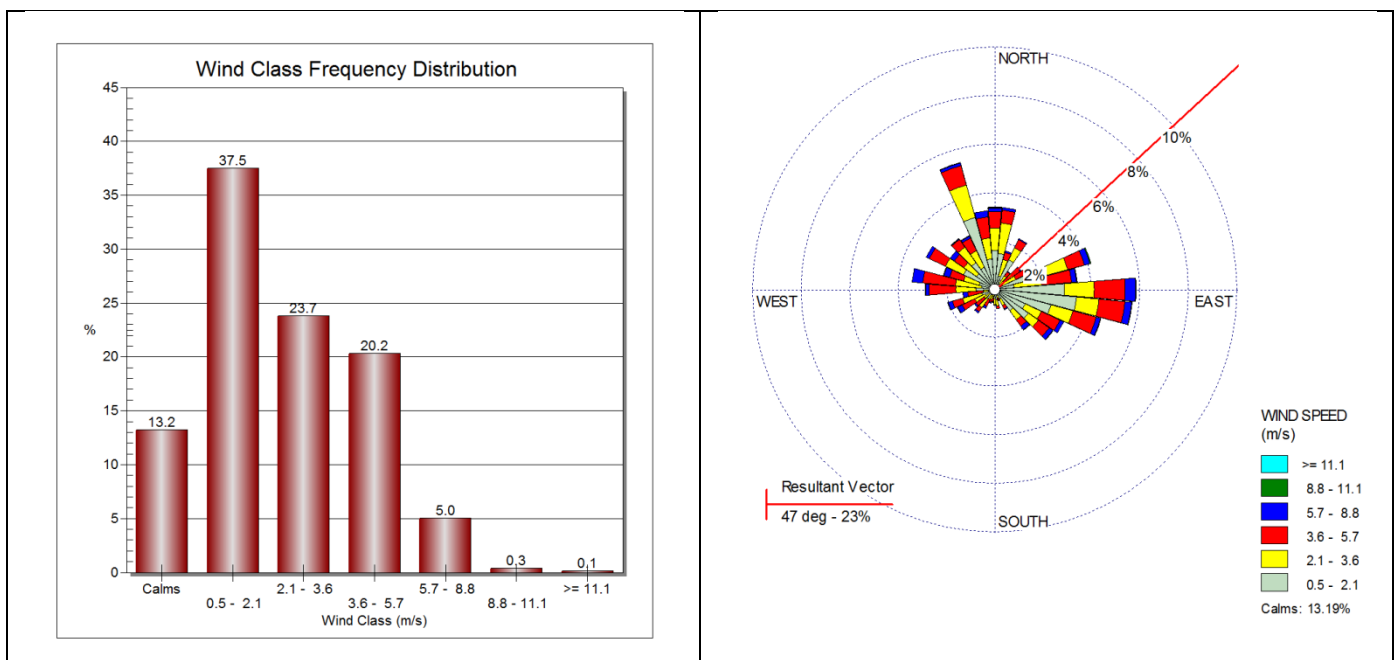 Wind Class Frequency Distribution
45
40
35
30
25
20
15
10
5
0
%
13.2
37.5
23.7
20.2
5.0
0.3
0.1
Calms
0.5 - 2.1
2.1 - 3.6
3.6 - 5.7
5.7 - 8.8
8.8 - 11.1
>= 11.1
Wind Class (m/s)
NORTH
10%
8%
6%
4%
2%
WEST
EAST
SOUTH
Resultant Vector
47 deg - 23%
WIND SPEED
(m/s)
>= 11.1
8.8 - 11.1
5.7 - 8.8
3.6 - 5.7
2.1 - 3.6
0.5 - 2.1
Calms: 13.19%